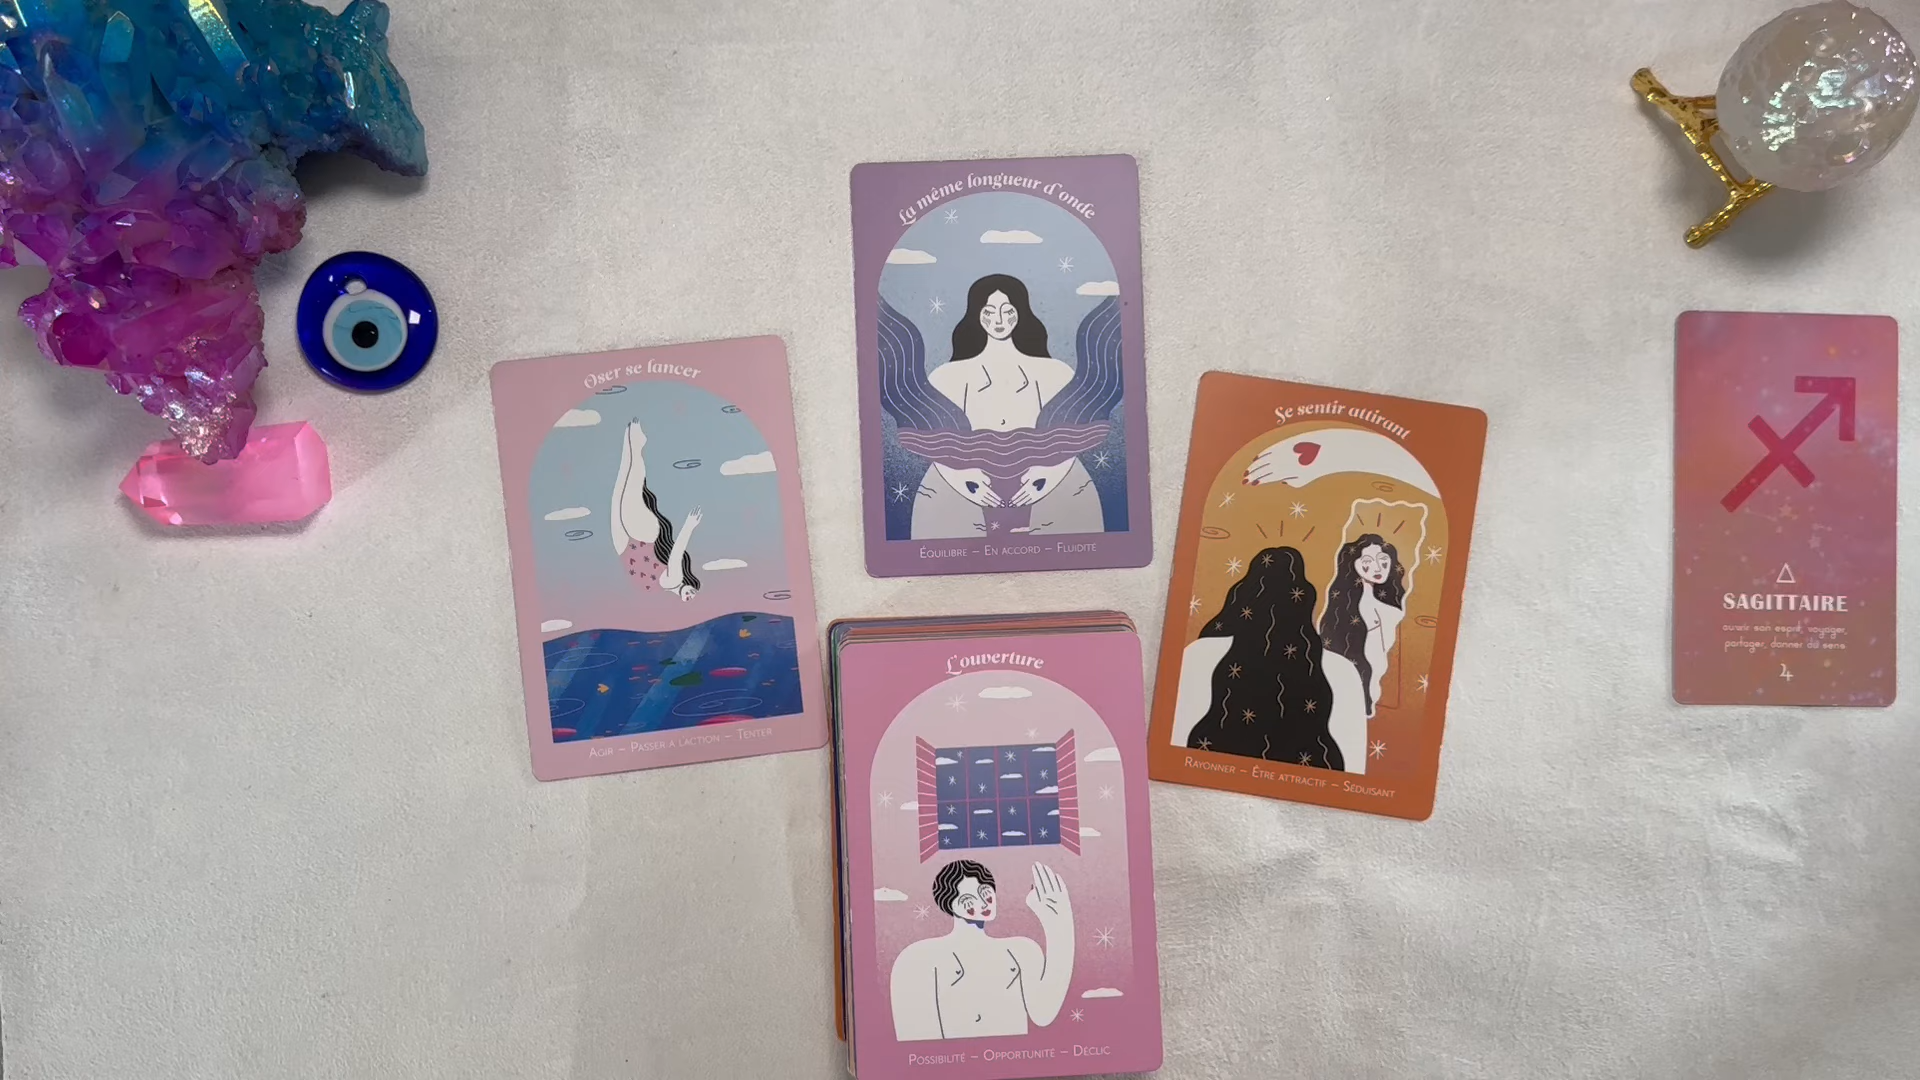 La même longueur d'onde
ÉQUILIBRE – EN ACCORD – FLUIDITÉ
Oser se lancer
AGIR – PASSER À L'ACTION – TENTER
Se sentir attirant
RAYONNER – ÊTRE ATTRACTIF – SÉDUISANT
L'ouverture
POSSIBILITÉ – OPPORTUNITÉ – DÉCLIC
SAGITTAIRE
ouvrir son esprit, voyager,
partager, donner du sens